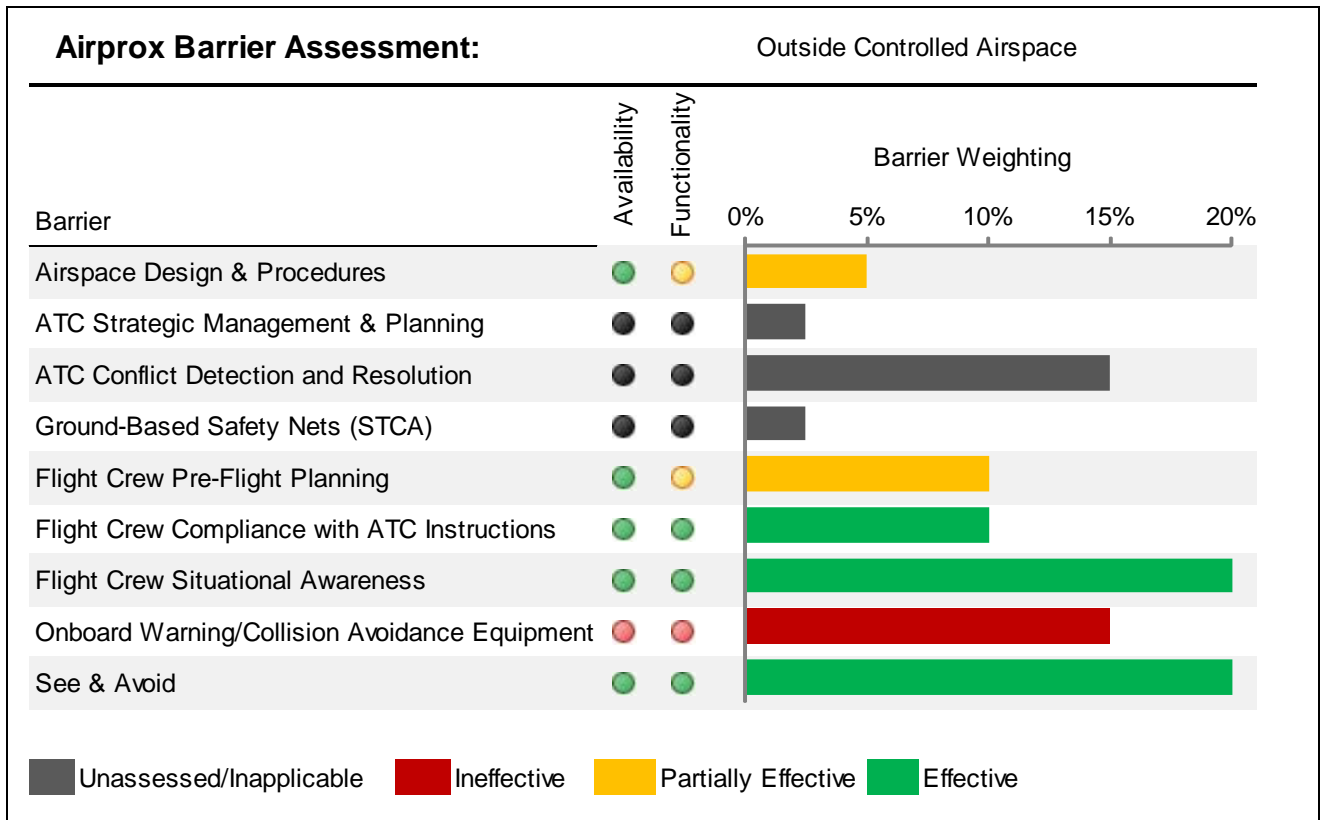 Airprox Barrier Assessment: Outside Controlled Airspace
Availability
Functionality
Barrier Weighting
Barrier
0% 5% 10% 15% 20%
Airspace Design & Procedures
ATC Strategic Management & Planning
ATC Conflict Detection and Resolution
Ground-Based Safety Nets (STCA)
Flight Crew Pre-Flight Planning
Flight Crew Compliance with ATC Instructions
Flight Crew Situational Awareness
Onboard Warning/Collision Avoidance Equipment
See & Avoid
Unassessed/Inapplicable Ineffective Partially Effective Effective